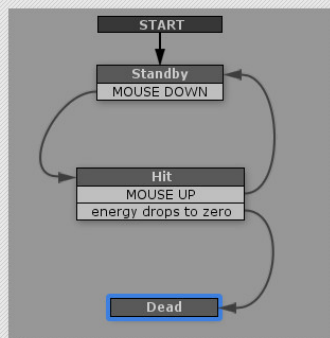 START
Standby
MOUSE DOWN
Hit
MOUSE UP
energy drops to zero
Dead